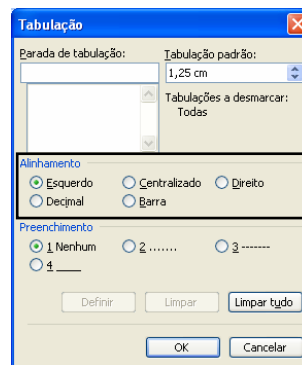 Tabulação
Parada de tabulação: Tabulação padrão:
1,25 cm
Tabulações a desmarcar:
Todas
Alinhamento
Esquerdo Centralizado Direito
Decimal Barra
Preenchimento
1 Nenhum 2 ....... 3 -------
4 ____
Definir Limpar Limpar tudo
OK Cancelar